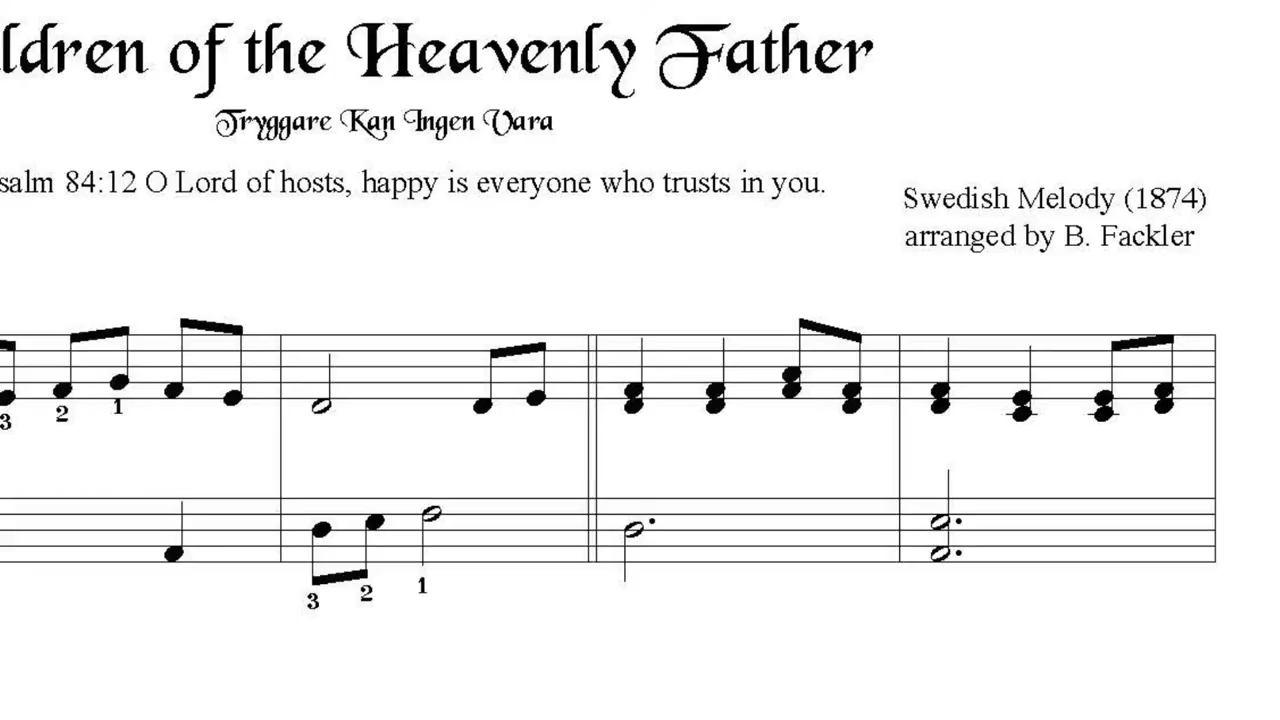 ldren of the Heavenly Father
Tryggare Kan Ingen Vara
salm 84:12 O Lord of hosts, happy is everyone who trusts in you.
Swedish Melody (1874)
arranged by B. Fackler
3 2 1
3 2 1